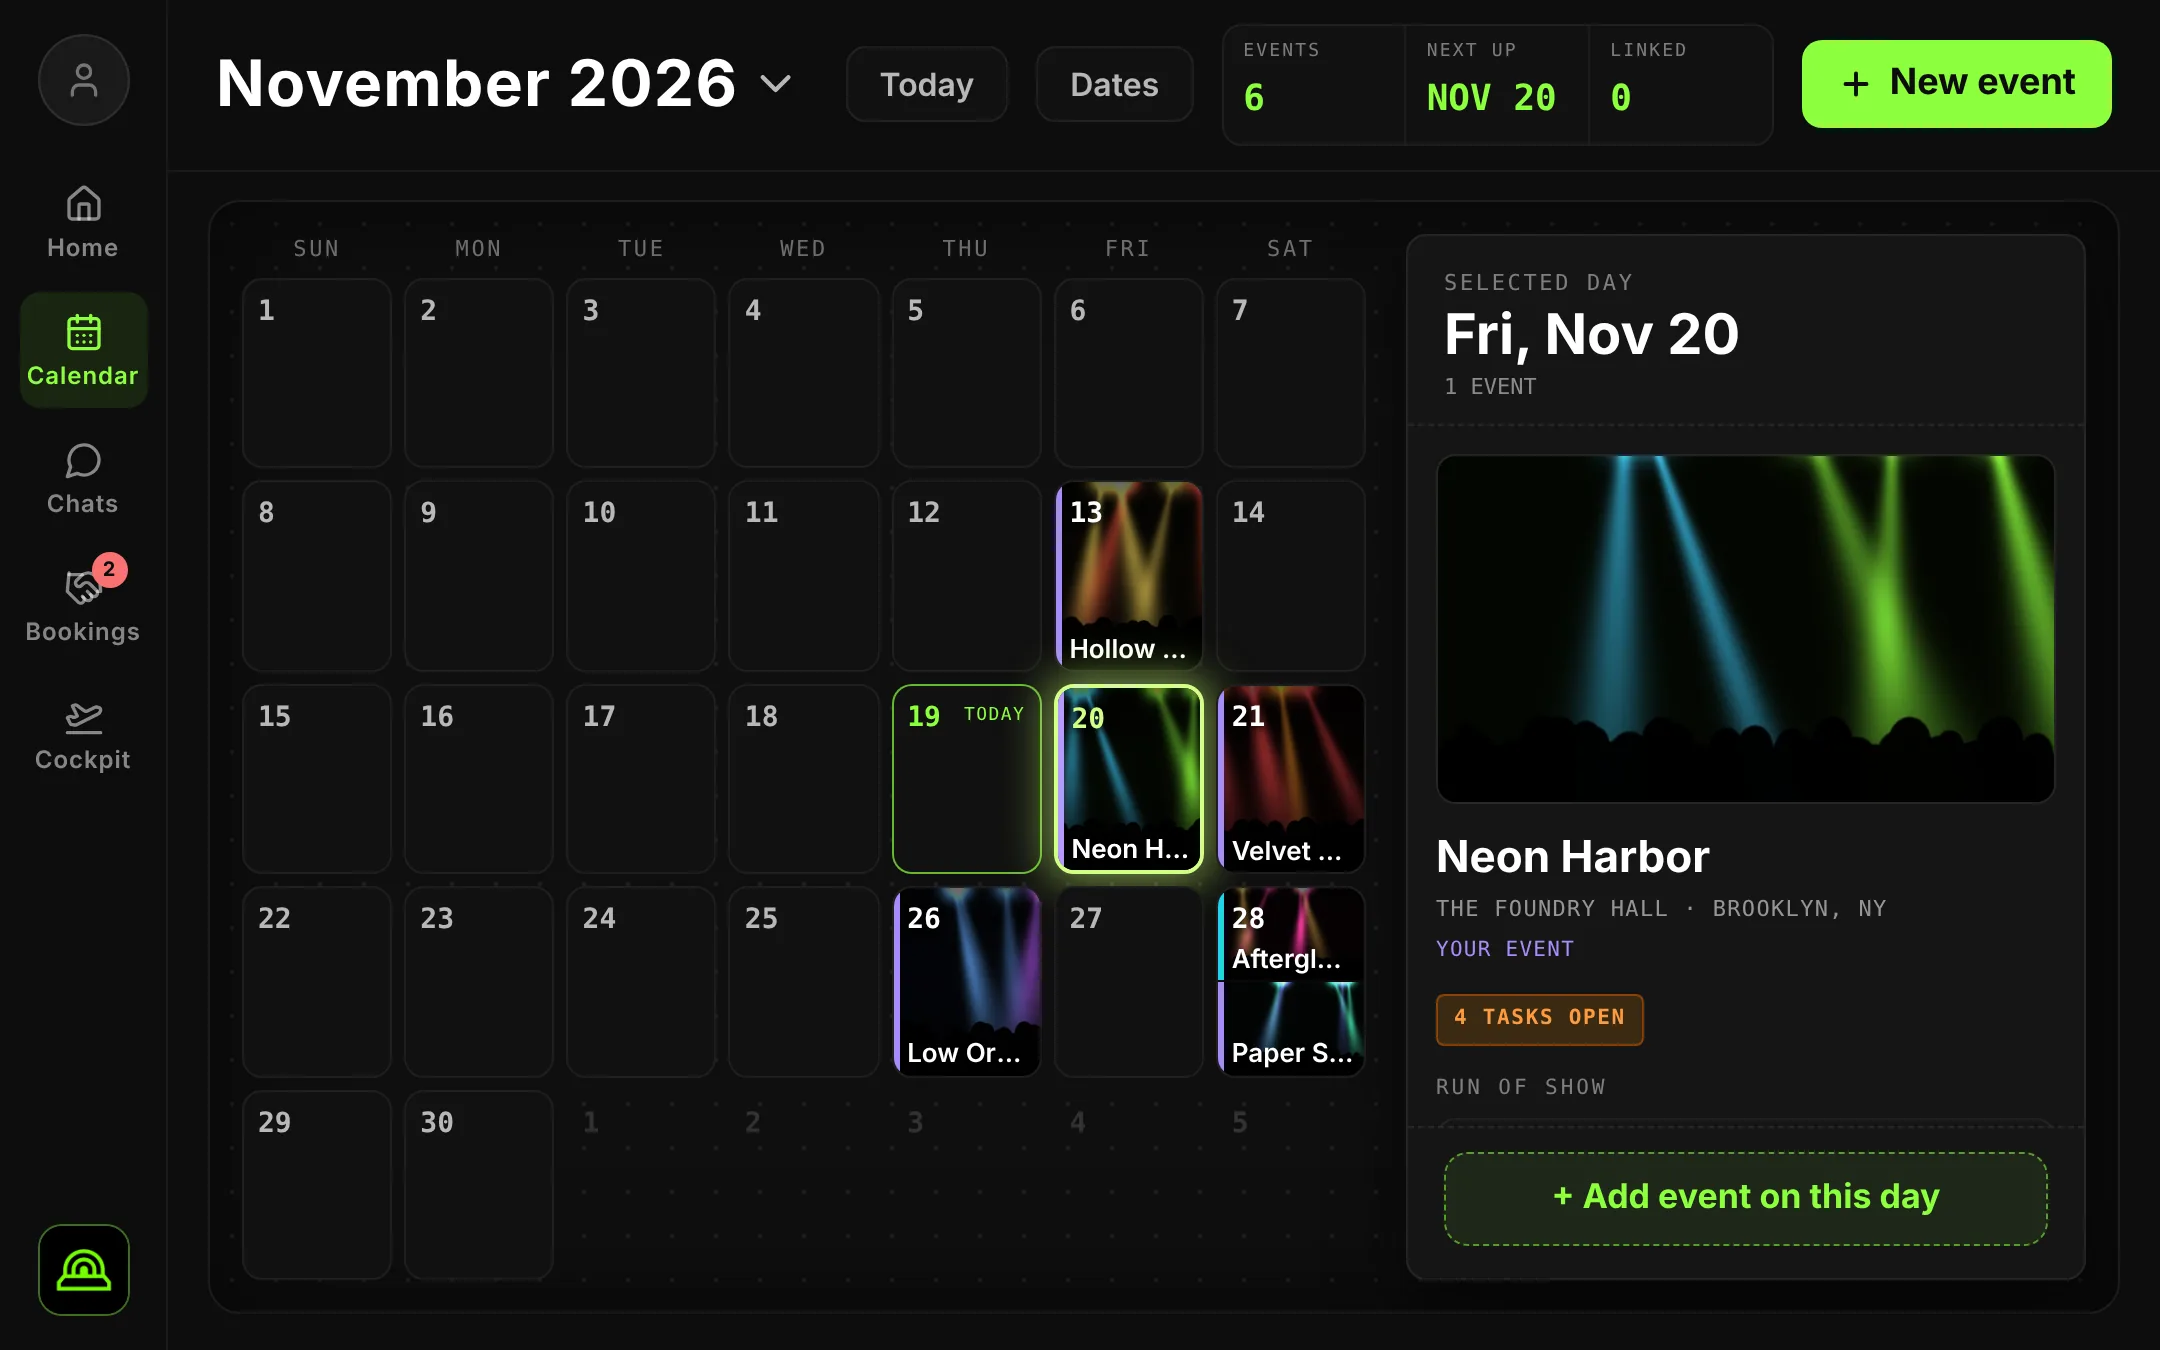 November 2026
Today
Dates
EVENTS
6
NEXT UP
NOV 20
LINKED
0
+ New event
Home
Calendar
Chats
2
Bookings
Cockpit
SUN MON TUE WED THU FRI SAT
1 2 3 4 5 6 7
8 9 10 11 12 13 14
Hollow ...
15 16 17 18 19 TODAY 20 21
Neon H... Velvet ...
22 23 24 25 26 27 28
Aftergl...
Low Or... Paper S...
29 30 1 2 3 4 5
SELECTED DAY
Fri, Nov 20
1 EVENT
Neon Harbor
THE FOUNDRY HALL · BROOKLYN, NY
YOUR EVENT
4 TASKS OPEN
RUN OF SHOW
+ Add event on this day